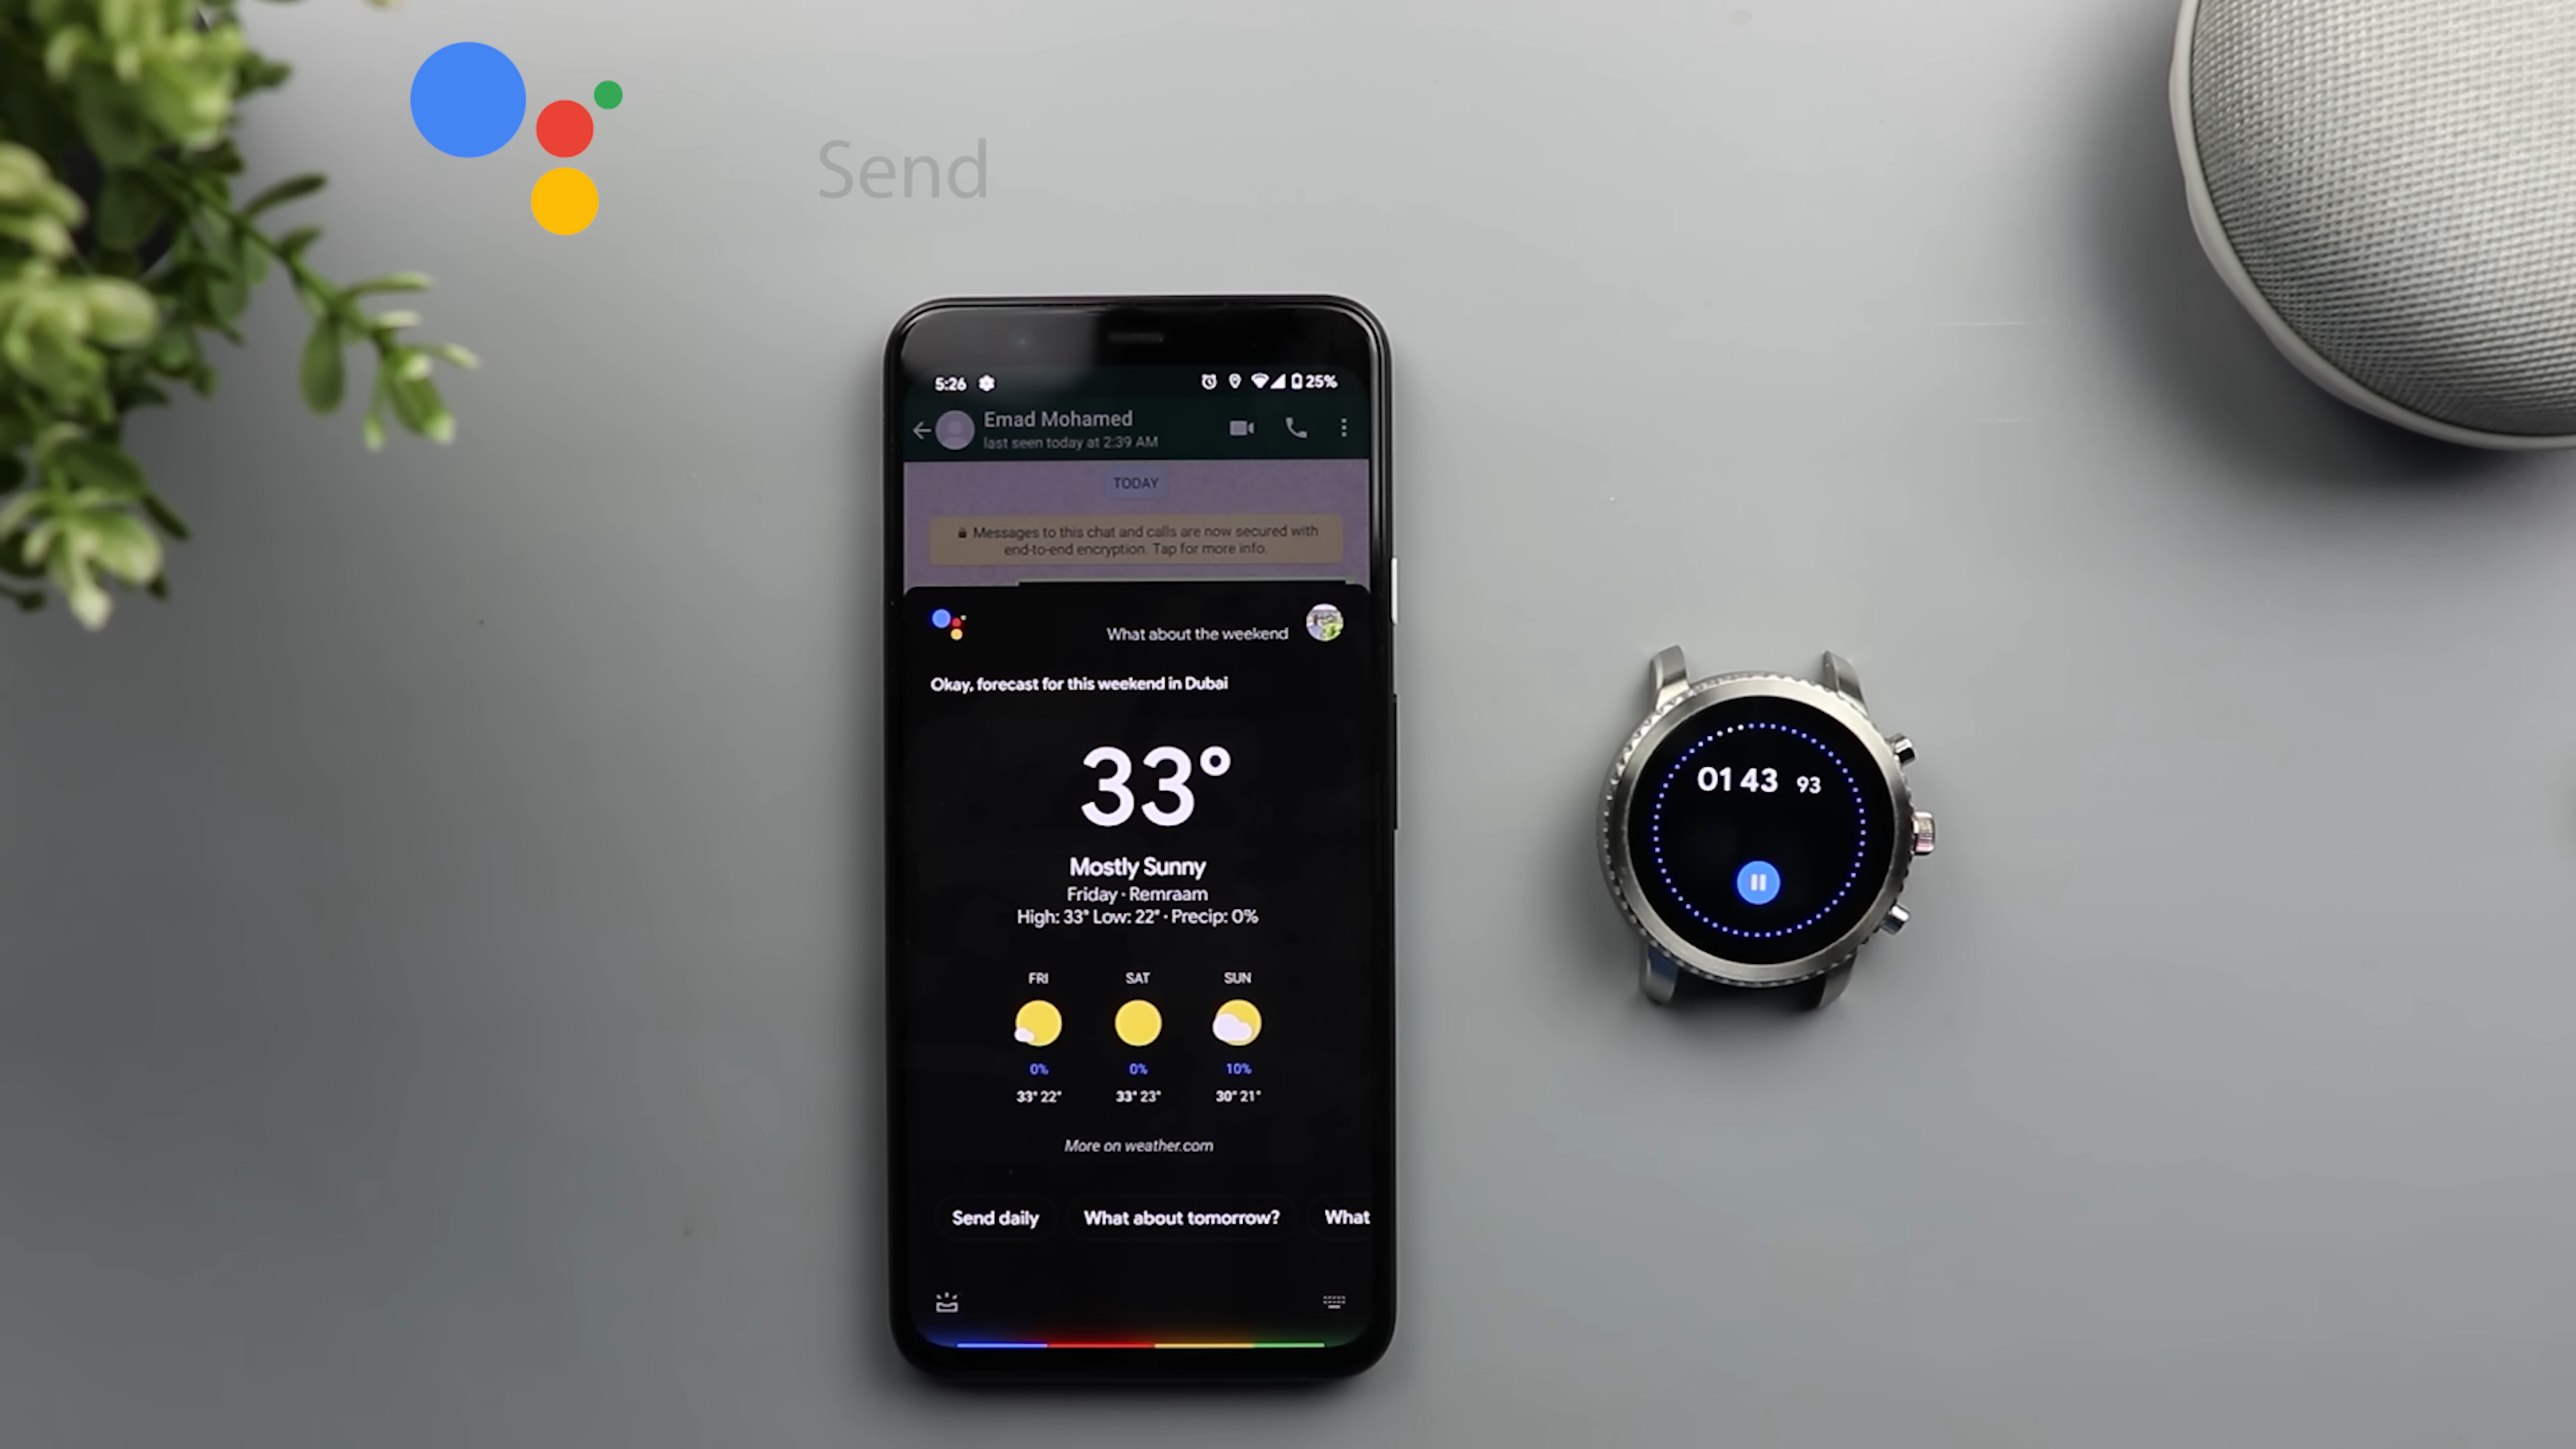 Send
5:26
25%
Emad Mohamed
last seen today at 2:39 AM
TODAY
Messages to this chat and calls are now secured with
end-to-end encryption. Tap for more info.
What about the weekend
Okay, forecast for this weekend in Dubai
33°
Mostly Sunny
Friday · Remraam
High: 33° Low: 22° · Precip: 0%
FRI SAT SUN
0% 0% 10%
33° 22° 33° 23° 30° 21°
More on weather.com
Send daily What about tomorrow? What
01 43 93